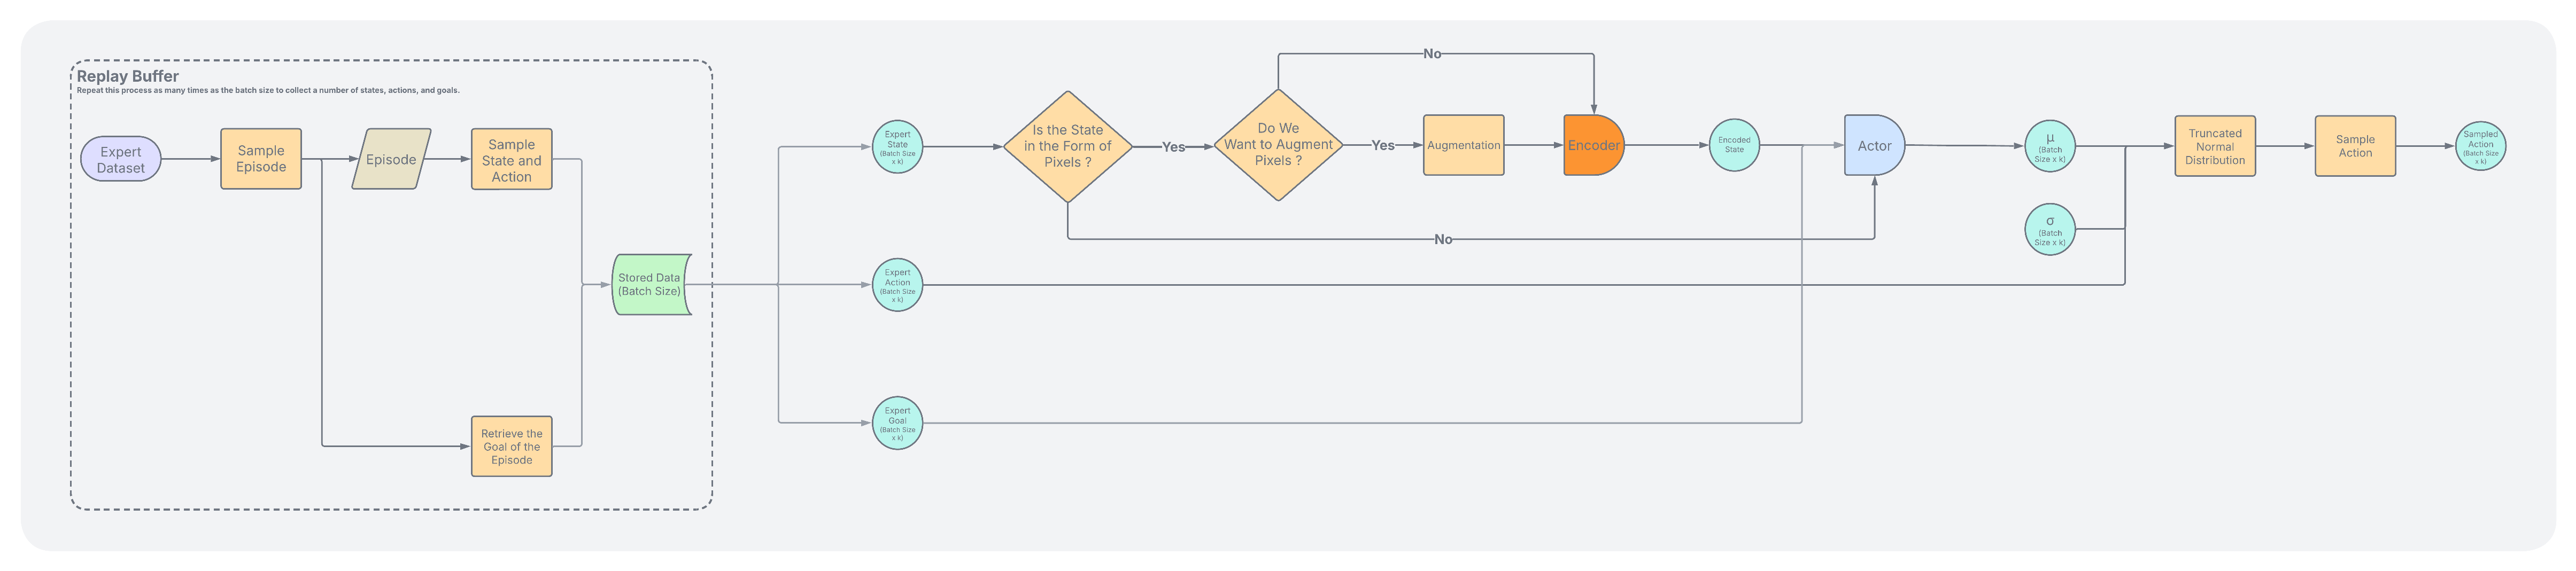 Replay Buffer
Repeat this process as many times as the batch size to collect a number of states, actions, and goals.
Expert
Dataset
Sample
Episode
Episode
Sample
State and
Action
Retrieve the
Goal of the
Episode
Stored Data
(Batch Size)
Expert
State
(Batch Size
x k)
Expert
Action
(Batch Size
x k)
Expert
Goal
(Batch Size
x k)
Is the State
in the Form of
Pixels ?
Yes
No
Do We
Want to Augment
Pixels ?
Yes
No
Augmentation
Encoder
Encoded
State
Actor
μ
(Batch
Size x k)
σ
(Batch
Size x k)
Truncated
Normal
Distribution
Sample
Action
Sampled
Action
(Batch Size
x k)